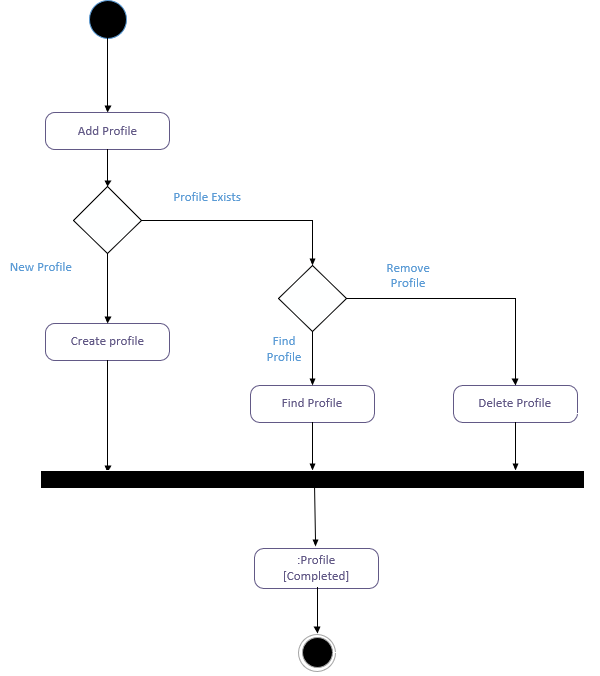 Add Profile
Profile Exists
New Profile
Remove
Profile
Create profile
Find
Profile
Find Profile
Delete Profile
:Profile
[Completed]